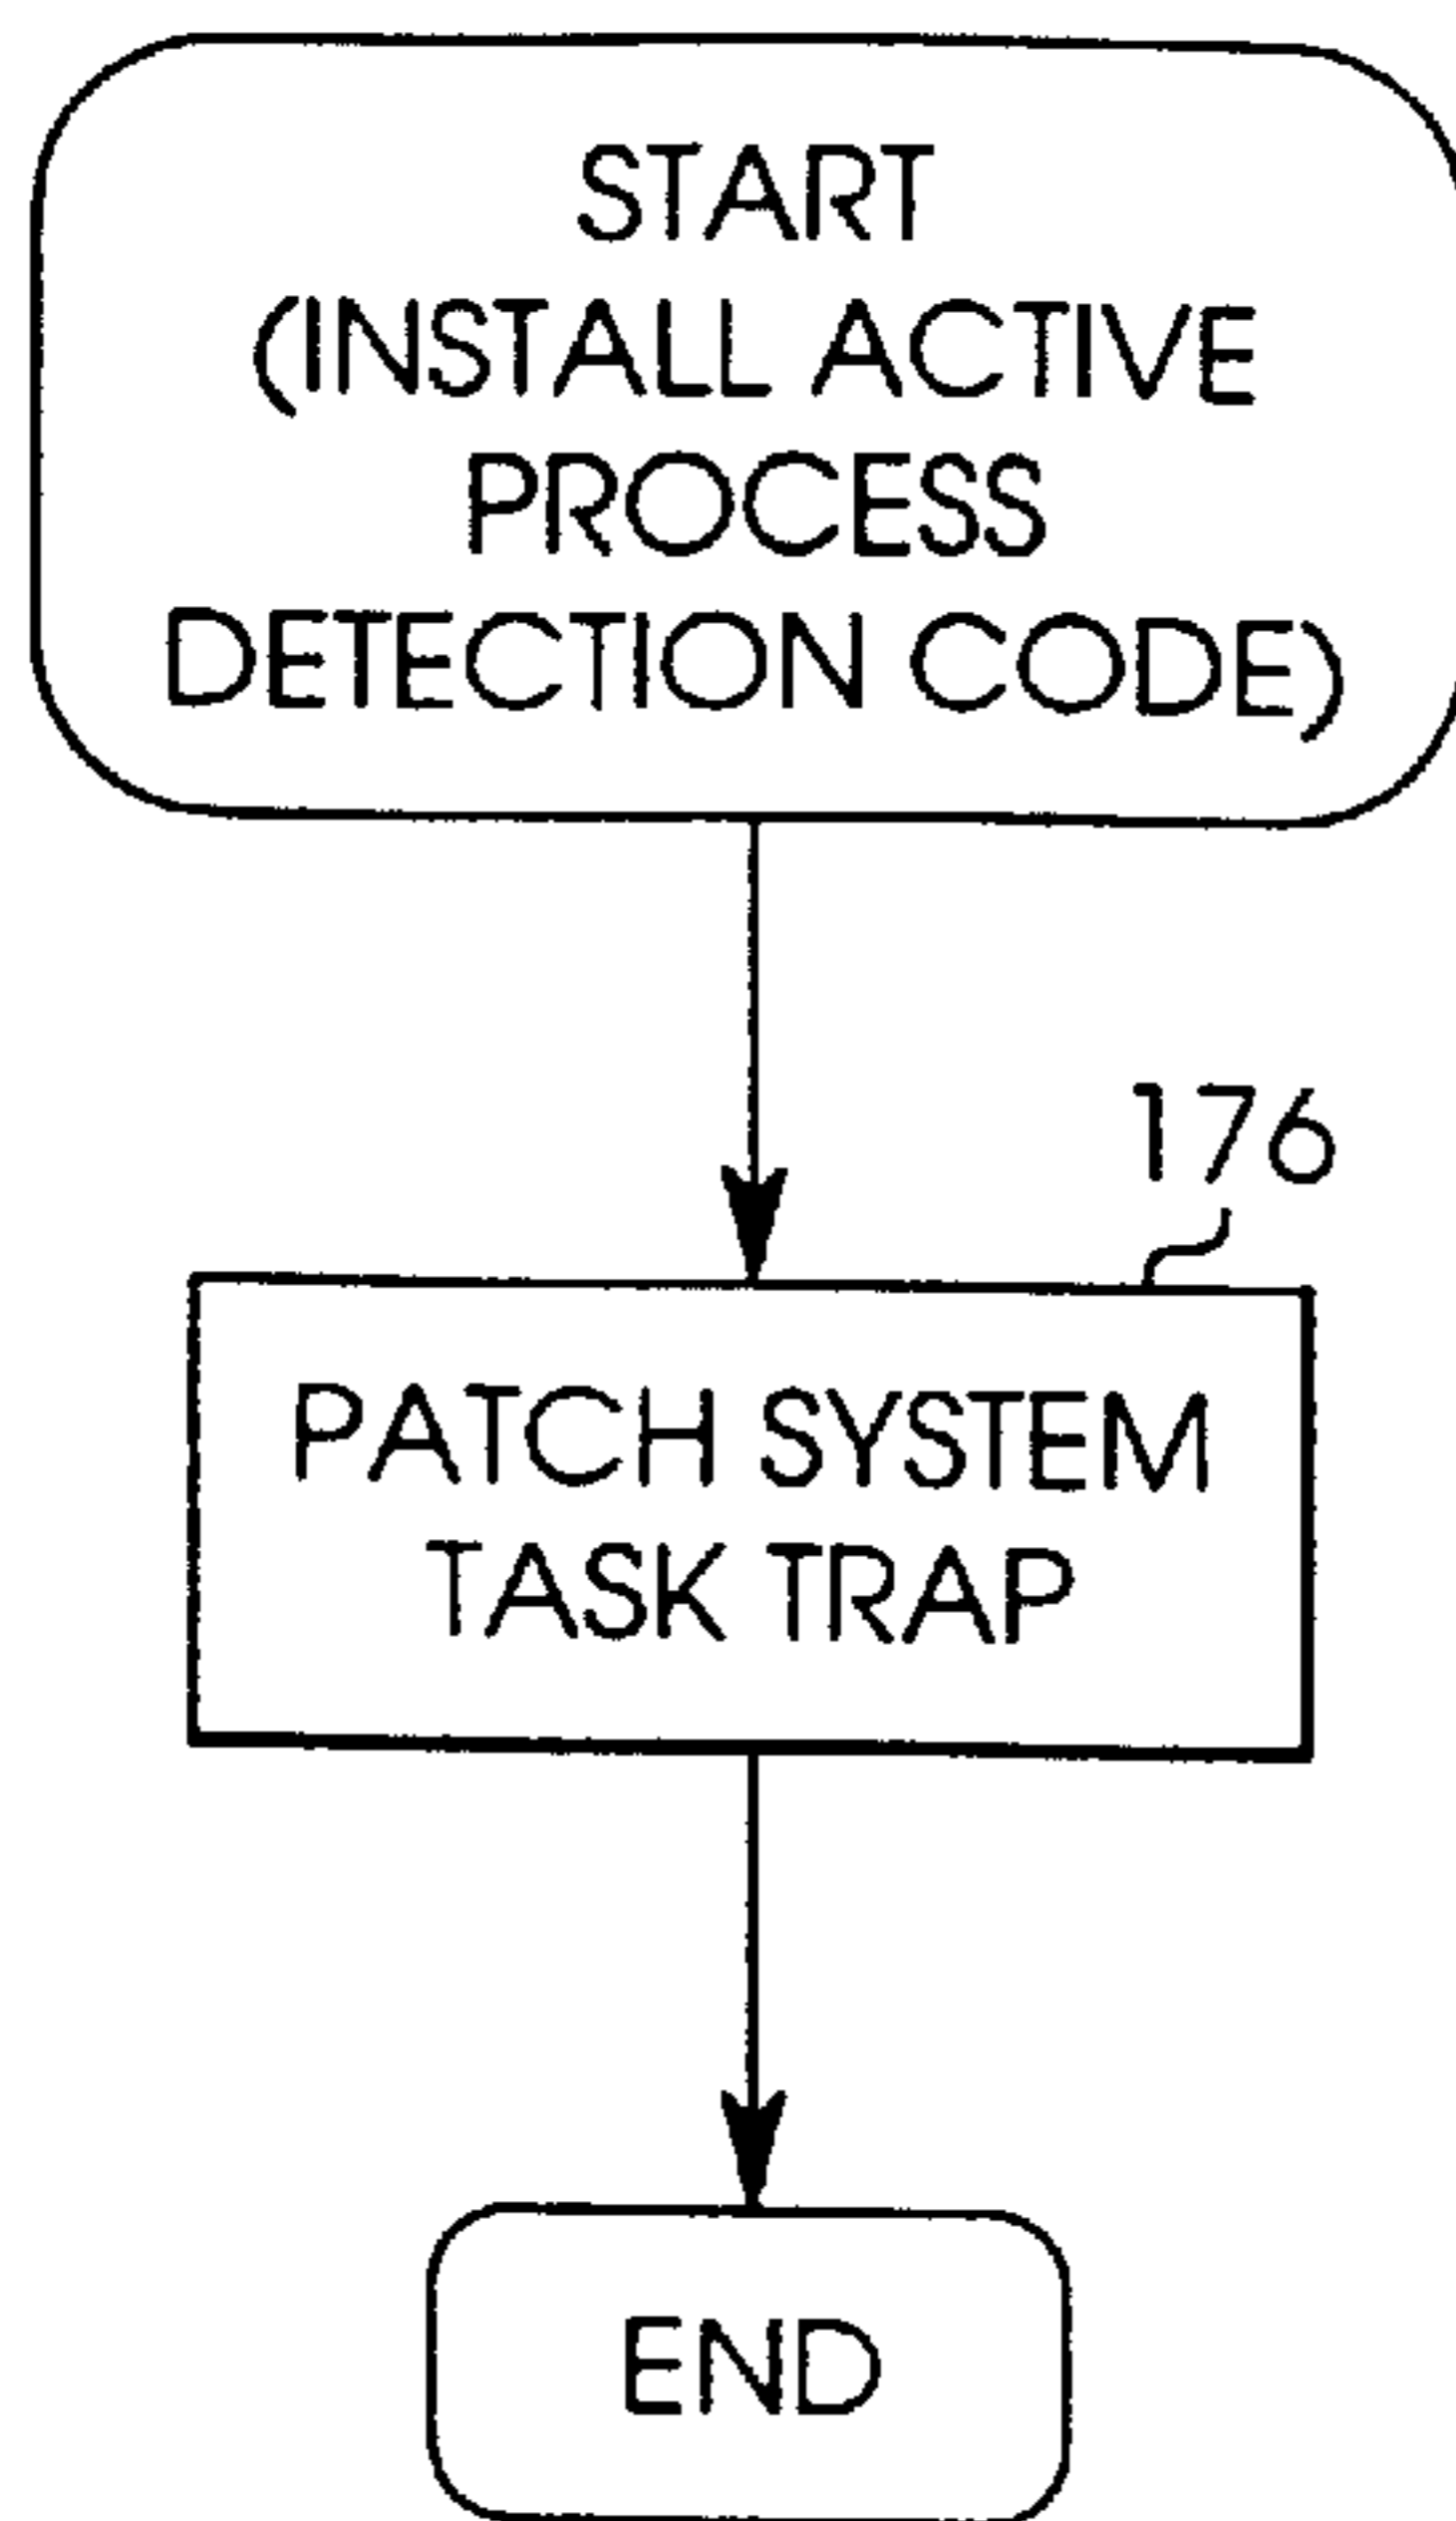 START
(INSTALL ACTIVE
PROCESS
DETECTION CODE)
176
PATCH SYSTEM
TASK TRAP
END